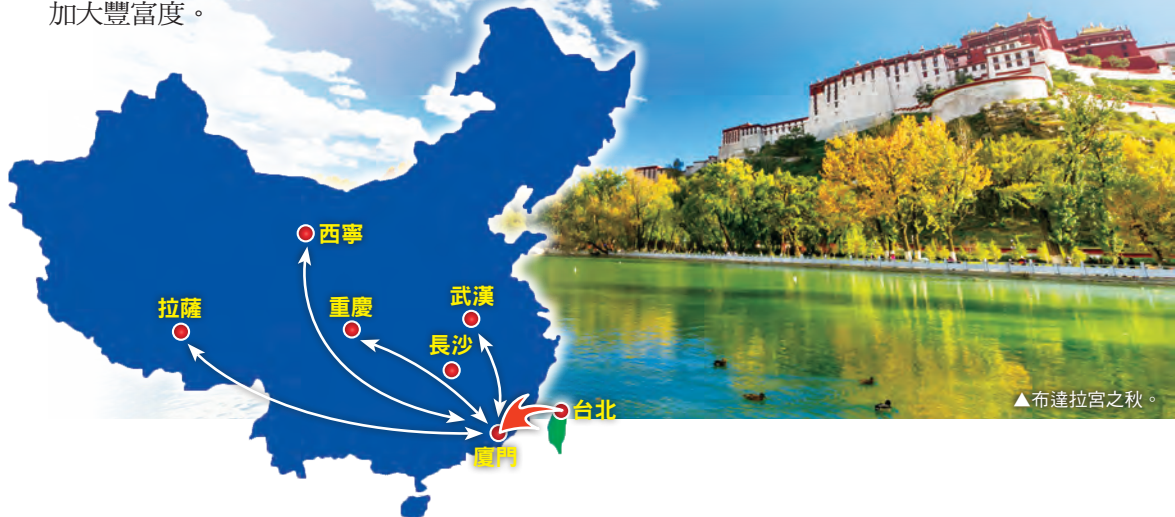 加大豐富度。
西寧
拉薩
重慶
武漢
長沙
台北
廈門
▲布達拉宮之秋。